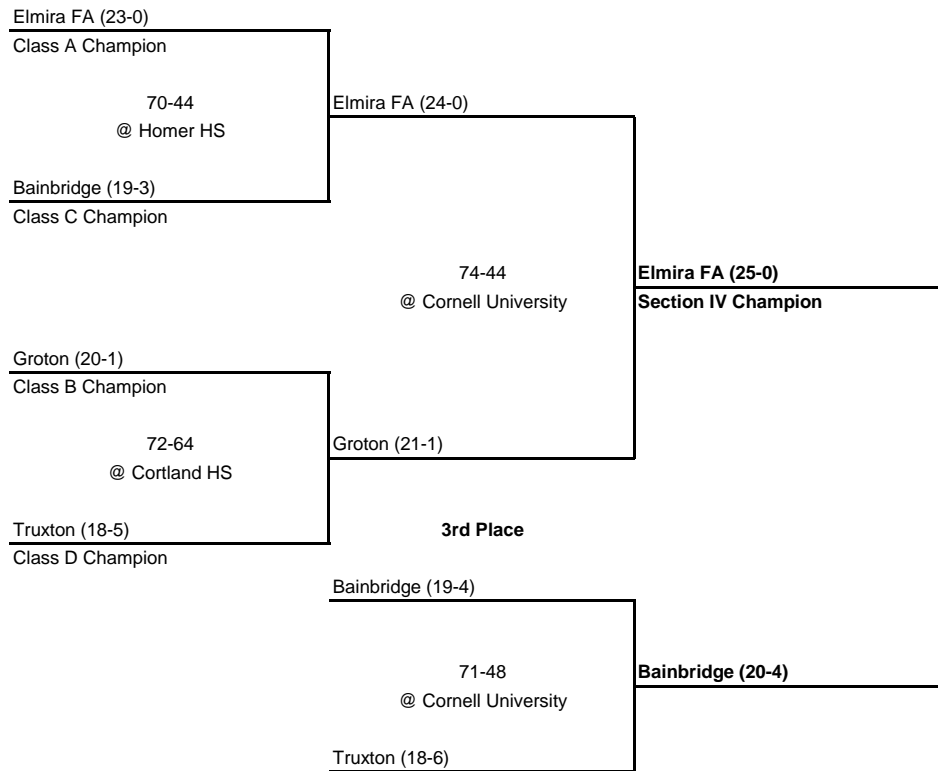 Elmira FA (23-0)
Class A Champion
70-44
@ Homer HS
Elmira FA (24-0)
Bainbridge (19-3)
Class C Champion
74-44
@ Cornell University
Elmira FA (25-0)
Section IV Champion
Groton (20-1)
Class B Champion
72-64
@ Cortland HS
Groton (21-1)
Truxton (18-5)
Class D Champion
3rd Place
Bainbridge (19-4)
71-48
@ Cornell University
Bainbridge (20-4)
Truxton (18-6)